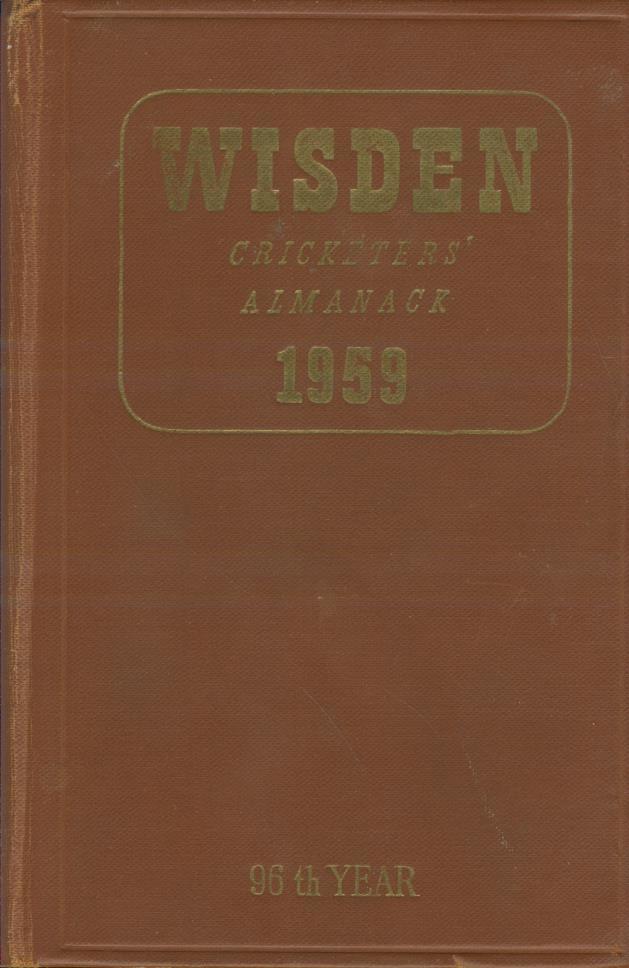 WISDEN
CRICKETERS'
ALMANACK
1959
96 th YEAR